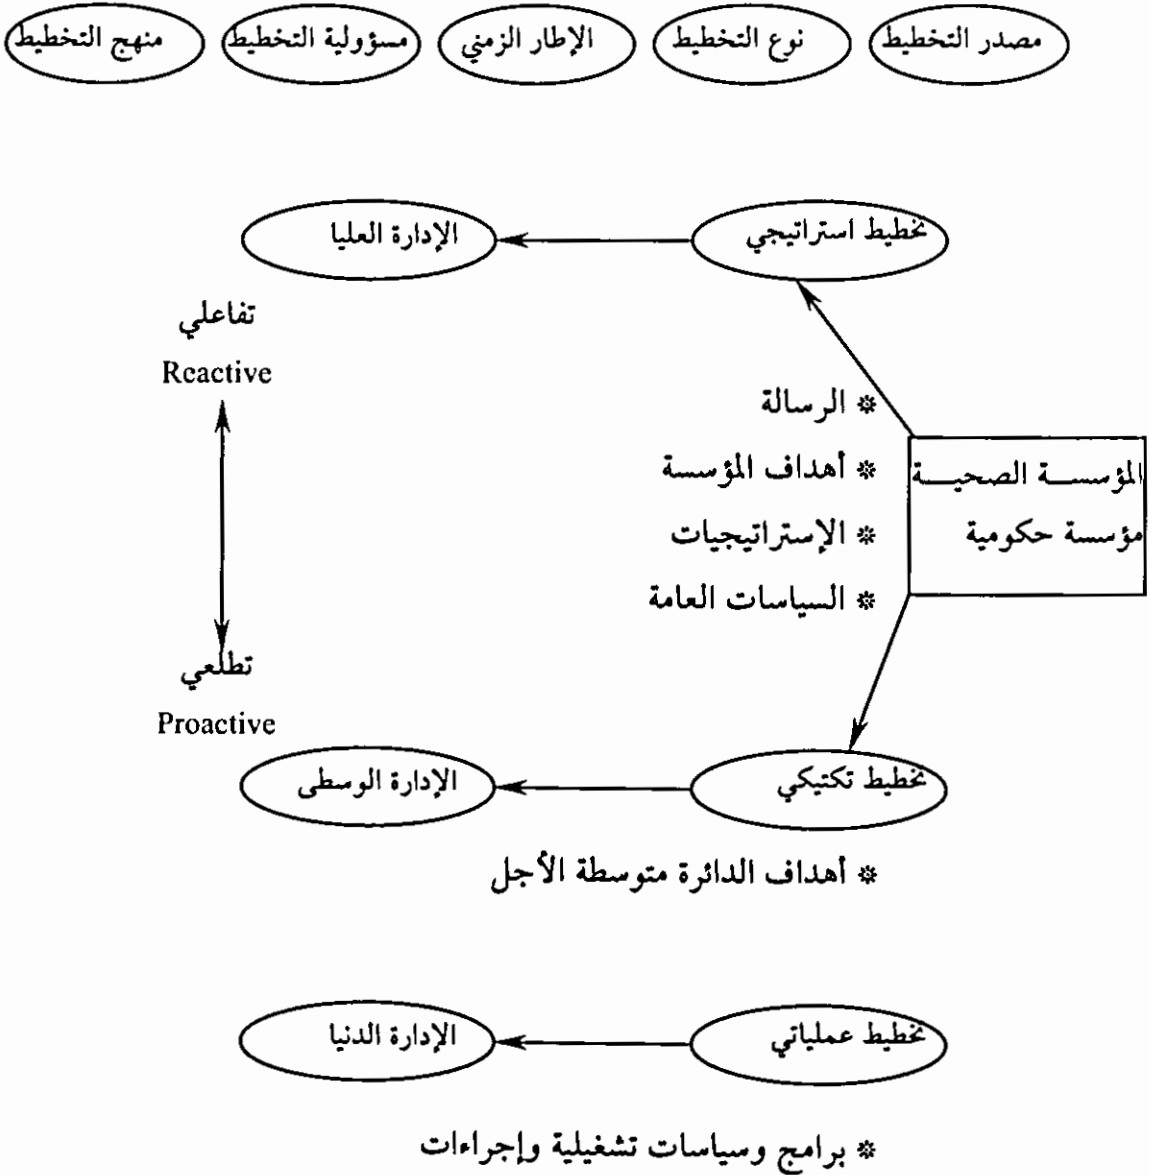 مصدر التخطيط نوع التخطيط الإطار الزمني مسؤولية التخطيط منهج التخطيط
تخطيط استراتيجي الإدارة العليا
تفاعلي
Reactive
* الرسالة
* أهداف المؤسسة
المؤسسة الصحية
* الإستراتيجيات
مؤسسة حكومية
* السياسات العامة
تطلعي
Proactive
تخطيط تكتيكي الإدارة الوسطى
* أهداف الدائرة متوسطة الأجل
تخطيط عملياتي الإدارة الدنيا
* برامج وسياسات تشغيلية وإجراءات